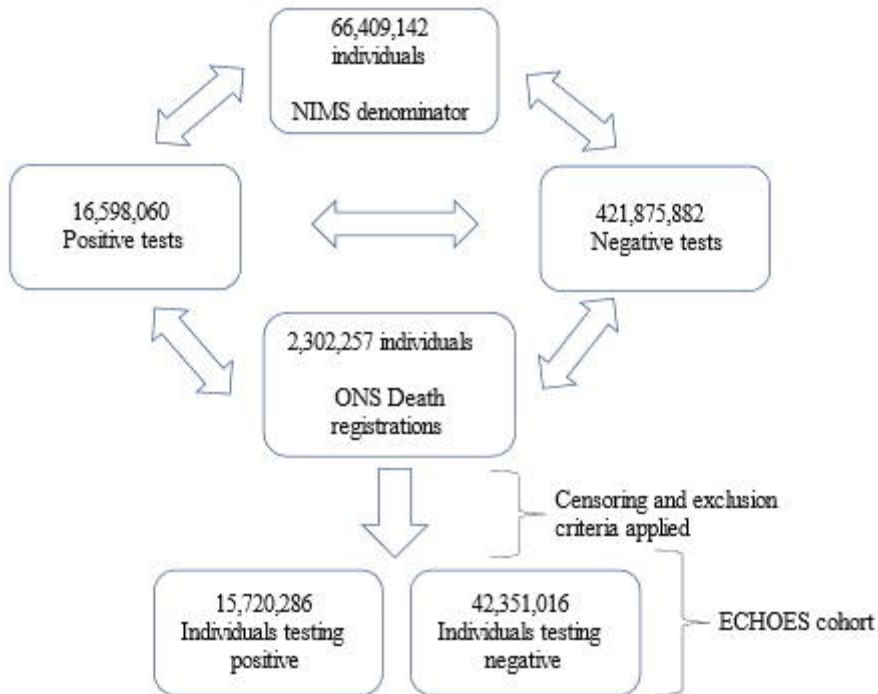 66,409,142
individuals
NIMS denominator
16,598,060
Positive tests
421,875,882
Negative tests
2,302,257 individuals
ONS Death
registrations
Censoring and exclusion
criteria applied
15,720,286
Individuals testing
positive
42,351,016
Individuals testing
negative
ECHOES cohort